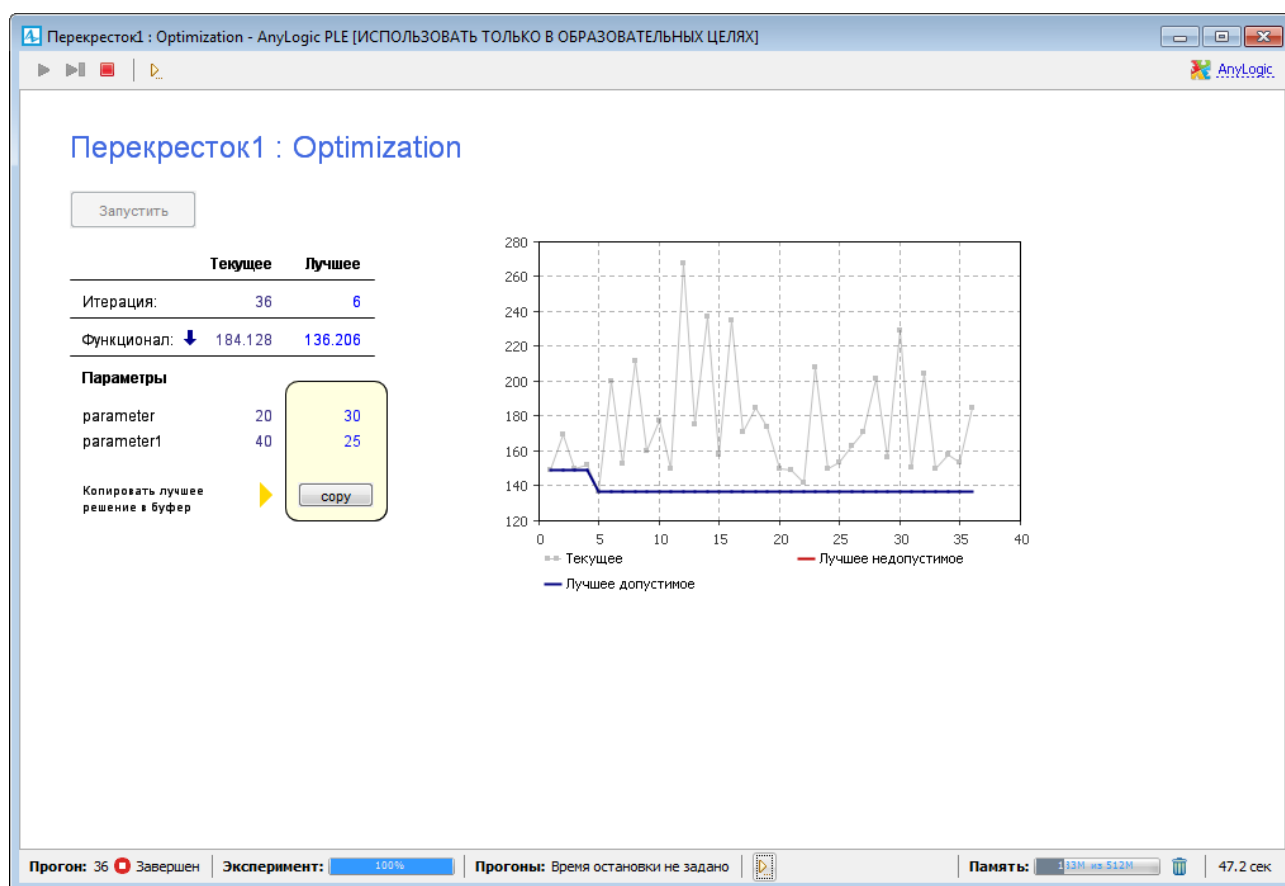 Перекресток1 : Optimization - AnyLogic PLE [ИСПОЛЬЗОВАТЬ ТОЛЬКО В ОБРАЗОВАТЕЛЬНЫХ ЦЕЛЯХ]
AnyLogic
Перекресток1 : Optimization
Запустить
Текущее Лучшее
Итерация: 36 6
Функционал: 184.128 136.206
Параметры
parameter 20 30
parameter1 40 25
Копировать лучшее
решение в буфер
copy
280
260
240
220
200
180
160
140
120
0 5 10 15 20 25 30 35 40
Текущее Лучшее недопустимое
Лучшее допустимое
Прогон: 36 Завершен Эксперимент: 100% Прогоны: Время остановки не задано Память: 133M из 512M 47.2 сек